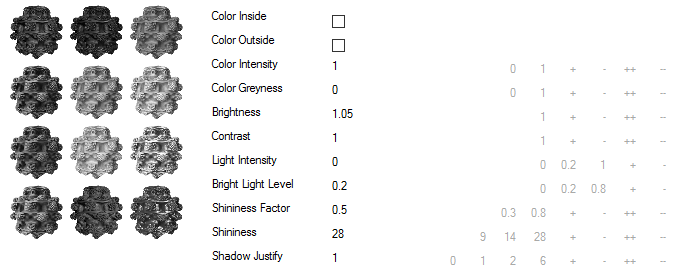 Color Inside
Color Outside
Color Intensity 1 0 1 + - ++ --
Color Greyness 0 0 1 + - ++ --
Brightness 1.05 1 + - ++ --
Contrast 1 1 + - ++ --
Light Intensity 0 0 0.2 1 + -
Bright Light Level 0.2 0 0.2 0.8 + -
Shininess Factor 0.5 0.3 0.8 + - ++ --
Shininess 28 9 14 28 + - ++ --
Shadow Justify 1 0 1 2 6 + - ++ --